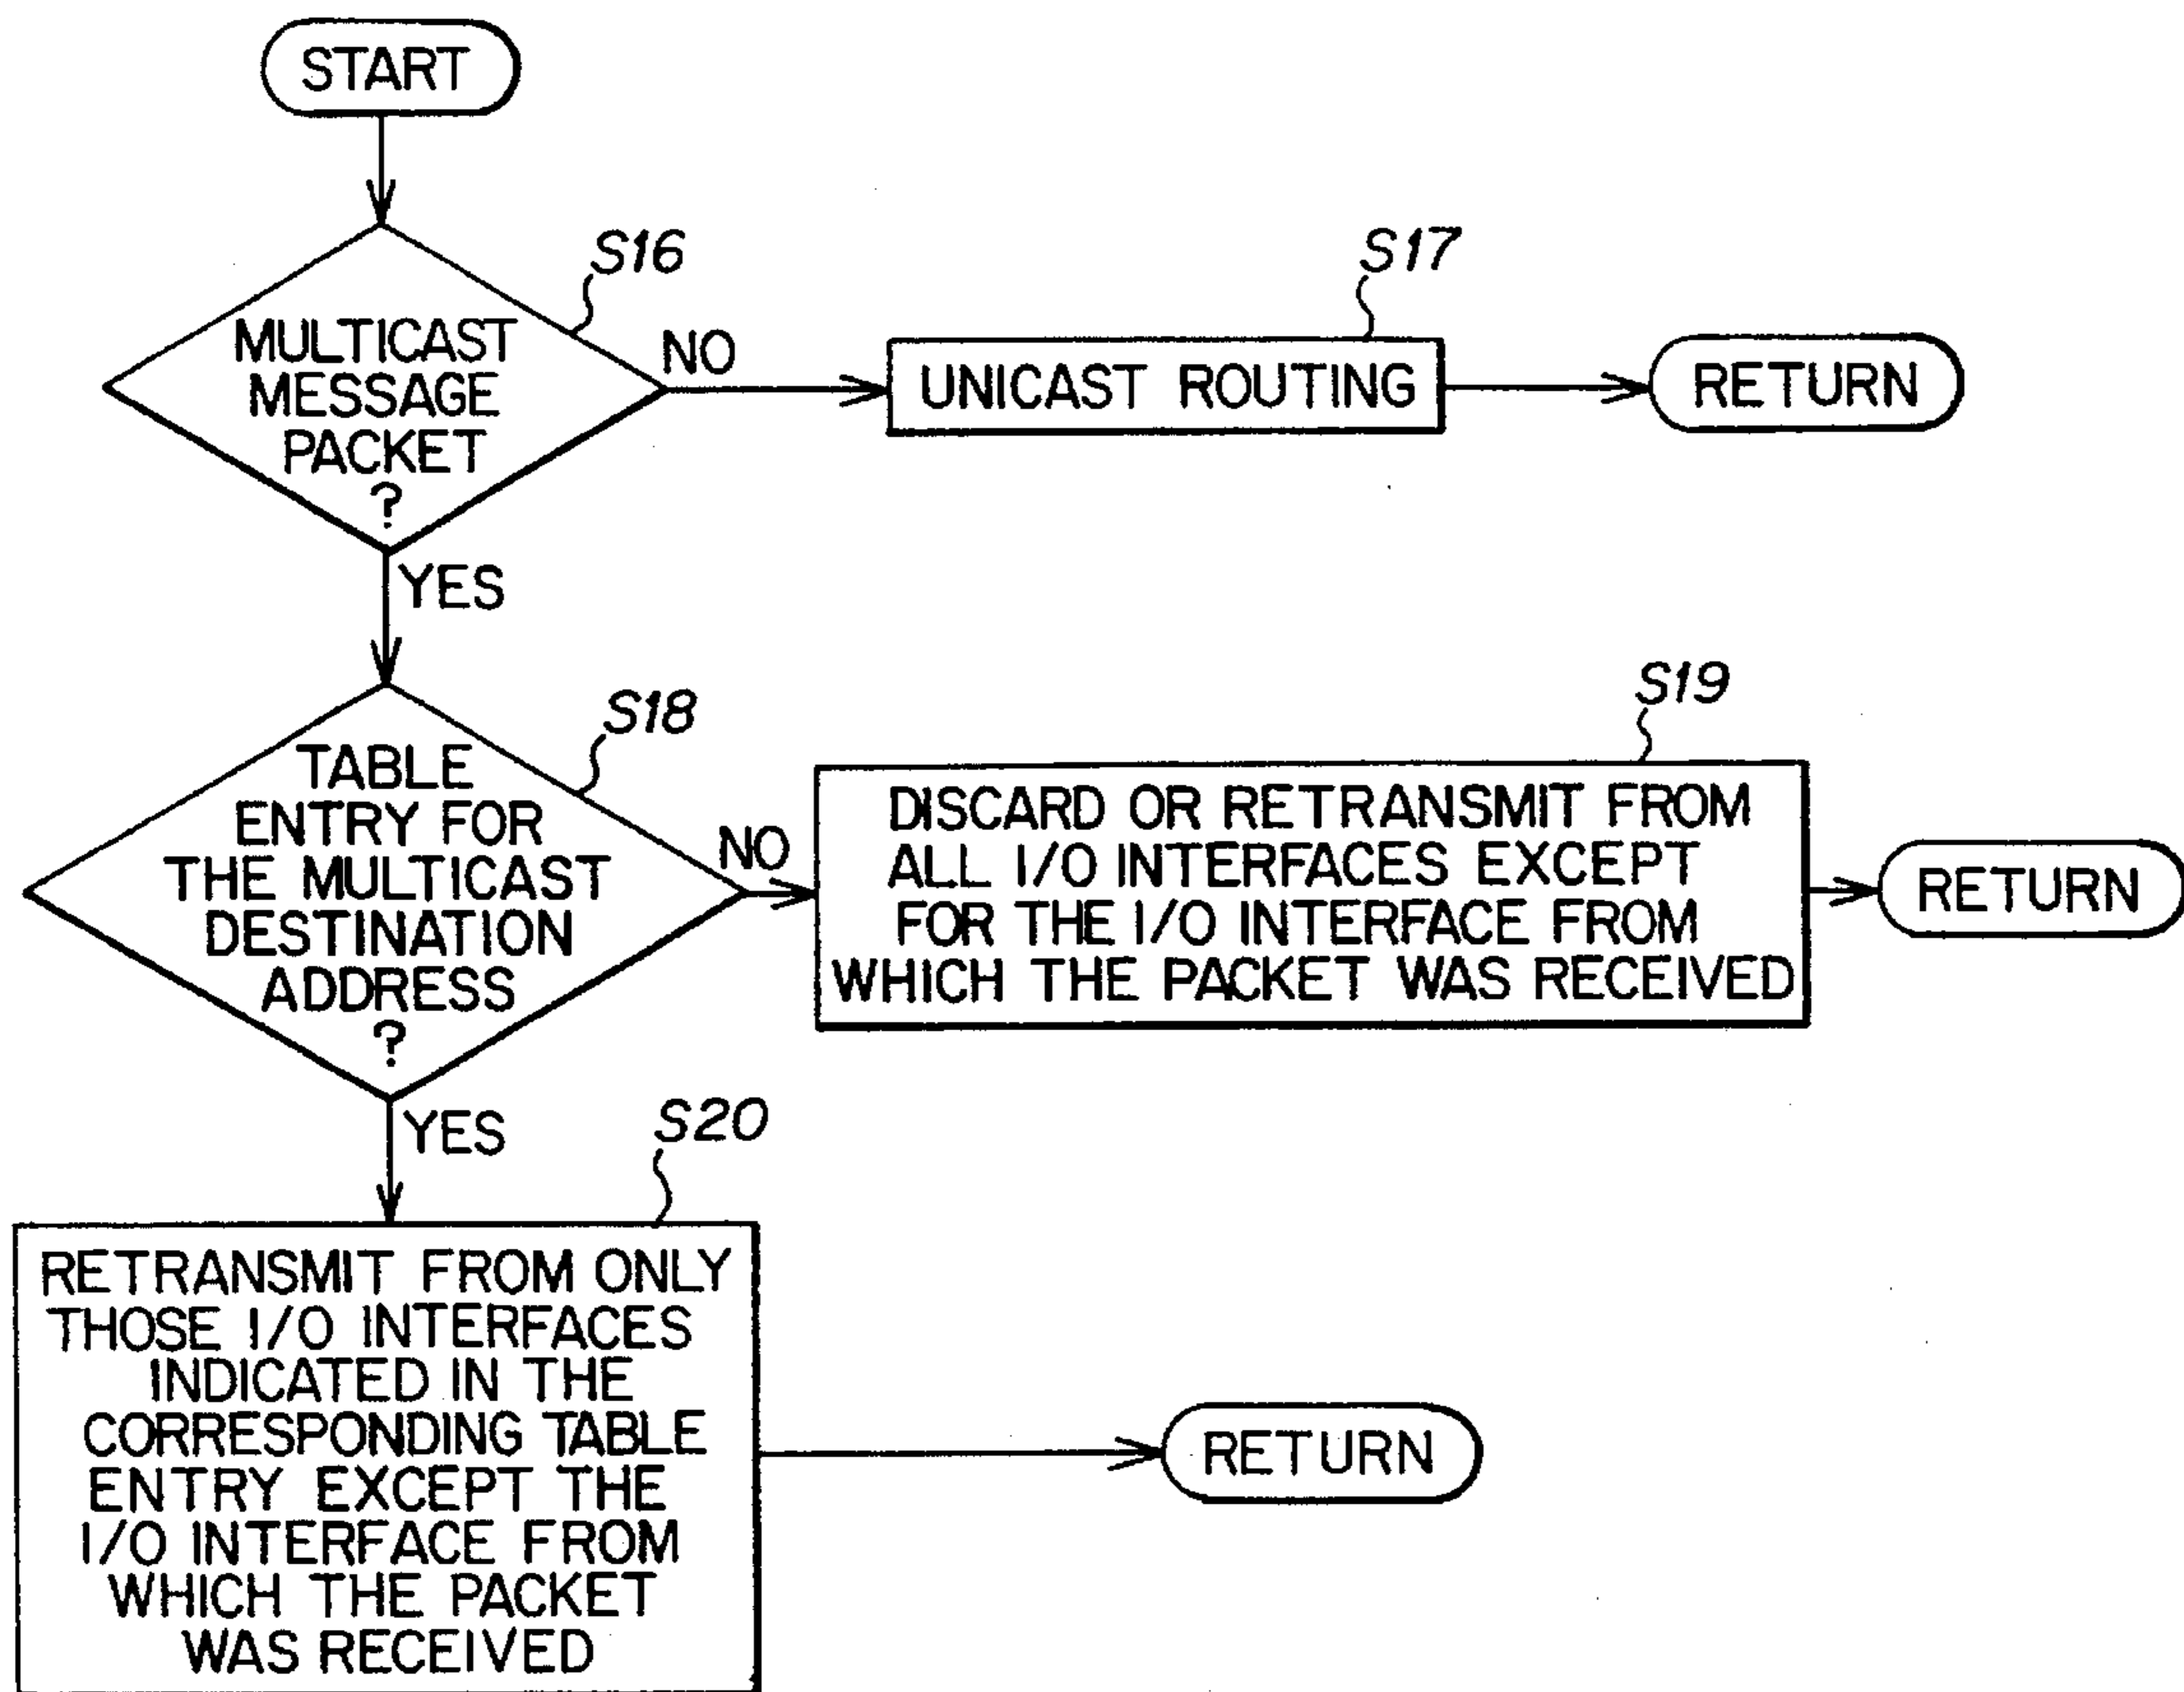 START
S16
MULTICAST
MESSAGE
PACKET
?
NO
S17
UNICAST ROUTING
RETURN
YES
S18
TABLE
ENTRY FOR
THE MULTICAST
DESTINATION
ADDRESS
?
NO
S19
DISCARD OR RETRANSMIT FROM
ALL I/O INTERFACES EXCEPT
FOR THE I/O INTERFACE FROM
WHICH THE PACKET WAS RECEIVED
RETURN
YES
S20
RETRANSMIT FROM ONLY
THOSE I/O INTERFACES
INDICATED IN THE
CORRESPONDING TABLE
ENTRY EXCEPT THE
I/O INTERFACE FROM
WHICH THE PACKET
WAS RECEIVED
RETURN